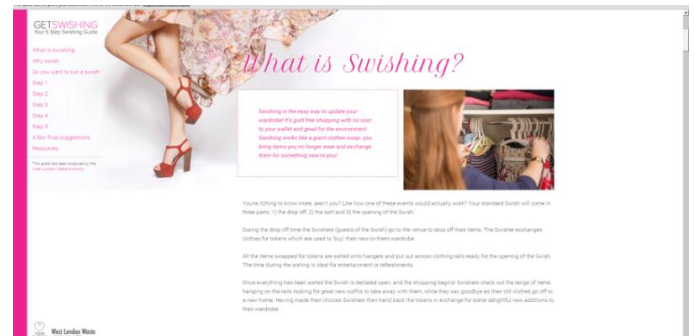 GETSWISHING
Your 5 Step Swishing Guide
What is swishing
Why swish
So you want to run a swish
Step 1
Step 2
Step 3
Step 4
Step 5
A few final suggestions
Resources
This guide has been produced by the
West London Waste Authority
What is Swishing?
Swishing is the easy way to update your
wardrobe! It's guilt free shopping with no cost
to your wallet and great for the environment.
Swishing works like a giant clothes swap: you
bring items you no longer wear and exchange
them for something new-to-you!
You're itching to know more, aren't you? Like how one of these events would actually work? Your standard Swish will come in
three parts: 1) the drop off, 2) the sort and 3) the opening of the Swish.
During the drop off time the Swishers (guests of the Swish) go to the venue to drop off their items. The Swisher exchanges
clothes for tokens which are used to 'buy' their new-to-them wardrobe.
All the items swapped for tokens are sorted onto hangers and put out across clothing rails ready for the opening of the Swish.
The time during the sorting is ideal for entertainment or refreshments.
Once everything has been sorted the Swish is declared open, and the shopping begins! Swishers check out the range of items
hanging on the rails looking for great new outfits to take away with them, while they say goodbye as their old clothes go off to
a new home. Having made their choices Swishers then hand back the tokens in exchange for some delightful new additions to
their wardrobe.
West London Waste